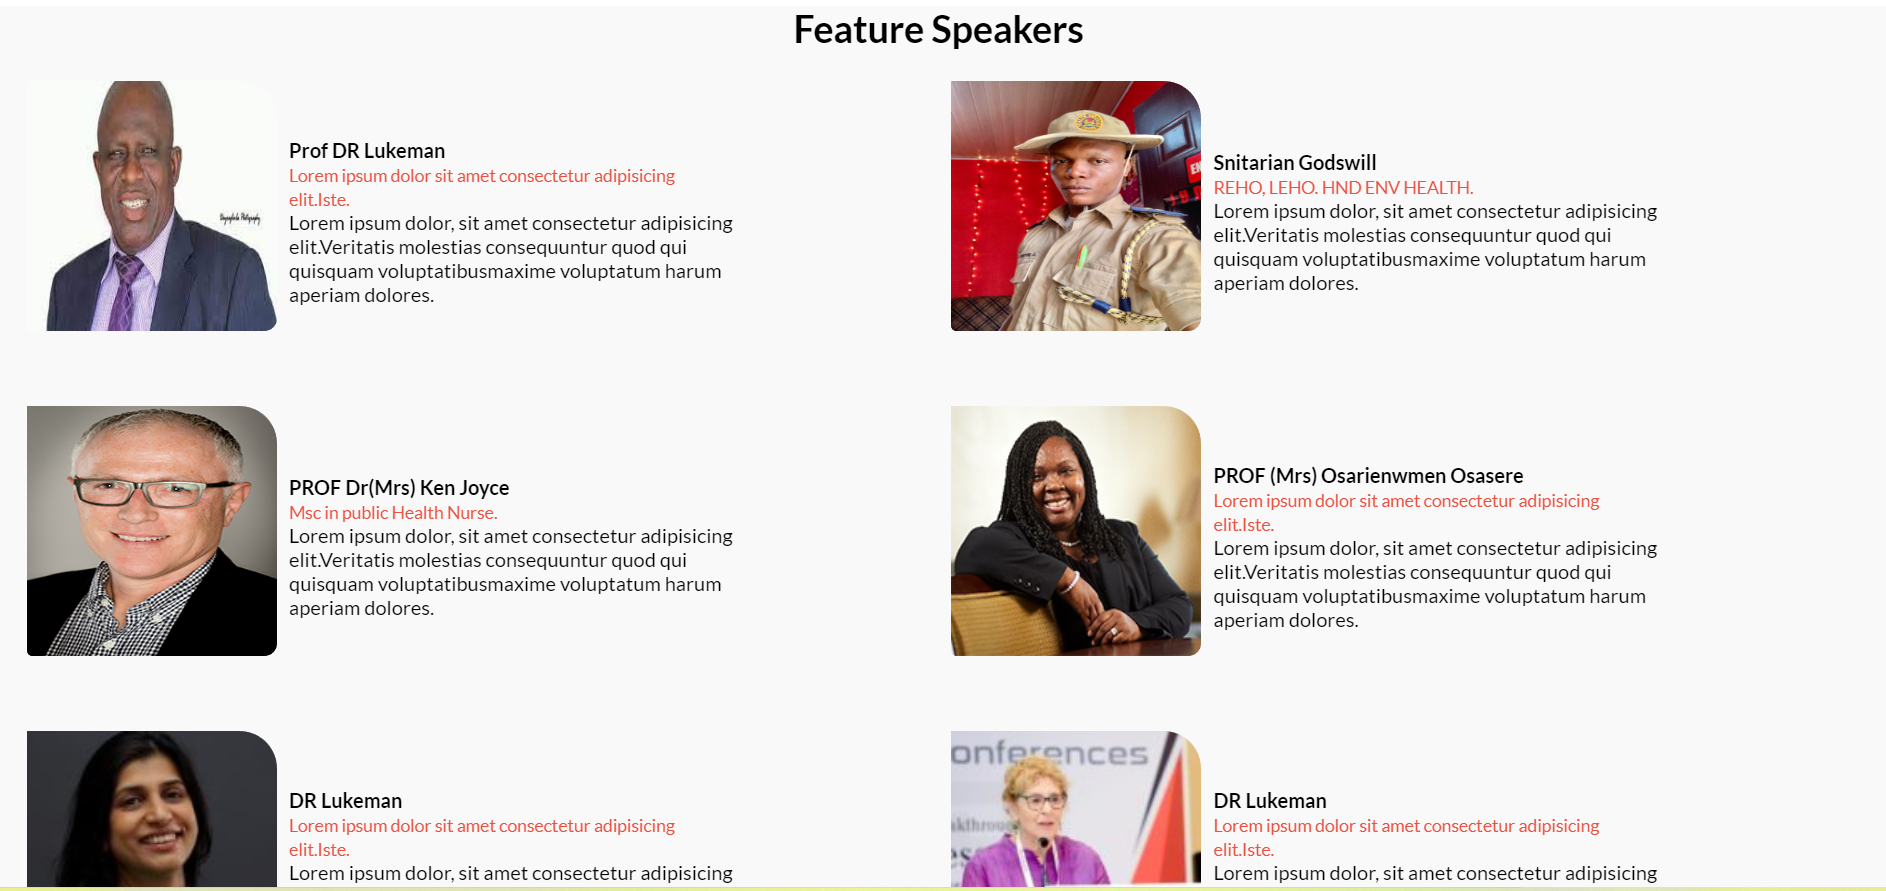 Feature Speakers
Prof DR Lukeman
Lorem ipsum dolor sit amet consectetur adipisicing
elit.Iste.
Lorem ipsum dolor, sit amet consectetur adipisicing
elit.Veritatis molestias consequuntur quod qui
quisquam voluptatibusmaxime voluptatum harum
aperiam dolores.
Snitarian Godswill
REHO, LEHO. HND ENV HEALTH.
Lorem ipsum dolor, sit amet consectetur adipisicing
elit.Veritatis molestias consequuntur quod qui
quisquam voluptatibusmaxime voluptatum harum
aperiam dolores.
PROF Dr(Mrs) Ken Joyce
Msc in public Health Nurse.
Lorem ipsum dolor, sit amet consectetur adipisicing
elit.Veritatis molestias consequuntur quod qui
quisquam voluptatibusmaxime voluptatum harum
aperiam dolores.
PROF (Mrs) Osarienwmen Osasere
Lorem ipsum dolor sit amet consectetur adipisicing
elit.Iste.
Lorem ipsum dolor, sit amet consectetur adipisicing
elit.Veritatis molestias consequuntur quod qui
quisquam voluptatibusmaxime voluptatum harum
aperiam dolores.
DR Lukeman
Lorem ipsum dolor sit amet consectetur adipisicing
elit.Iste.
Lorem ipsum dolor, sit amet consectetur adipisicing
onferences
DR Lukeman
Lorem ipsum dolor sit amet consectetur adipisicing
elit.Iste.
Lorem ipsum dolor, sit amet consectetur adipisicing